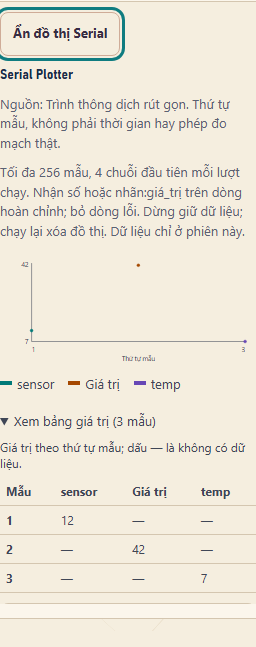 Ẩn đồ thị Serial
Serial Plotter
Nguồn: Trình thông dịch rút gọn. Thứ tự
mẫu, không phải thời gian hay phép đo
mạch thật.
Tối đa 256 mẫu, 4 chuỗi đầu tiên mỗi lượt
chạy. Nhận số hoặc nhãn:giá_trị trên dòng
hoàn chỉnh; bỏ dòng lỗi. Dừng giữ dữ liệu;
chạy lại xóa đồ thị. Dữ liệu chỉ ở phiên này.
42
7
1 3
Thứ tự mẫu
sensor Giá trị temp
▼ Xem bảng giá trị (3 mẫu)
Giá trị theo thứ tự mẫu; dấu — là không có dữ
liệu.
Mẫu sensor Giá trị temp
1 12 — —
2 — 42 —
3 — — 7